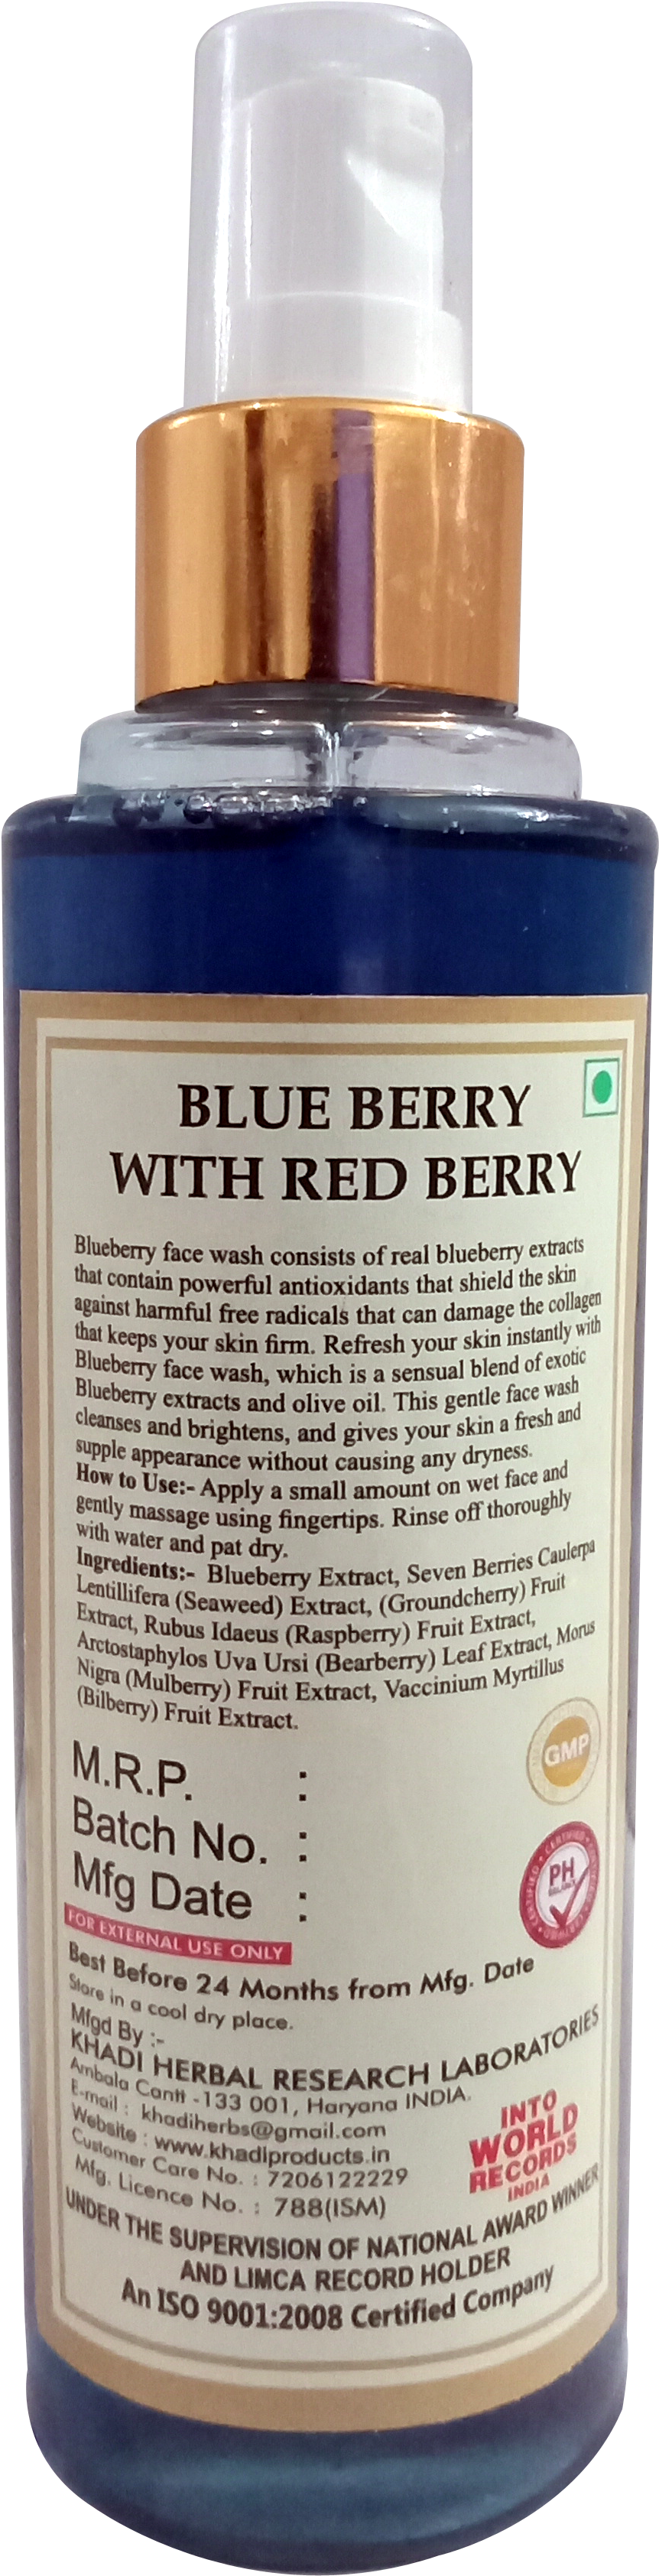 BLUE BERRY
WITH RED BERRY
Blueberry face wash consists of real blueberry extracts
that contain powerful antioxidants that shield the skin
against harmful free radicals that can damage the collagen
that keeps your skin firm. Refresh your skin instantly with
Blueberry face wash, which is a sensual blend of exotic
Blueberry extracts and olive oil. This gentle face wash
cleanses and brightens, and gives your skin a fresh and
supple appearance without causing any dryness.
How to Use:- Apply a small amount on wet face and
gently massage using fingertips. Rinse off thoroughly
with water and pat dry.
Ingredients:- Blueberry Extract, Seven Berries Caulerpa
Lentillifera (Seaweed) Extract, (Groundcherry) Fruit
Extract, Rubus Idaeus (Raspberry) Fruit Extract,
Arctostaphylos Uva Ursi (Bearberry) Leaf Extract, Morus
Nigra (Mulberry) Fruit Extract, Vaccinium Myrtillus
(Bilberry) Fruit Extract.
GMP
M.R.P. :
Batch No. :
Mfg Date :
PH
BALANCE
CERTIFIED
FOR EXTERNAL USE ONLY
Best Before 24 Months from Mfg. Date
Store in a cool dry place.
Mfgd By :-
KHADI HERBAL RESEARCH LABORATORIES
Ambala Cantt -133 001, Haryana INDIA.
E-mail : khadiherbs@gmail.com
Website : www.khadiproducts.in
Customer Care No. : 7206122229
Mfg. Licence No. : 788(ISM)
INTO
WORLD
RECORDS
INDIA
UNDER THE SUPERVISION OF NATIONAL AWARD WINNER
AND LIMCA RECORD HOLDER
An ISO 9001:2008 Certified Company